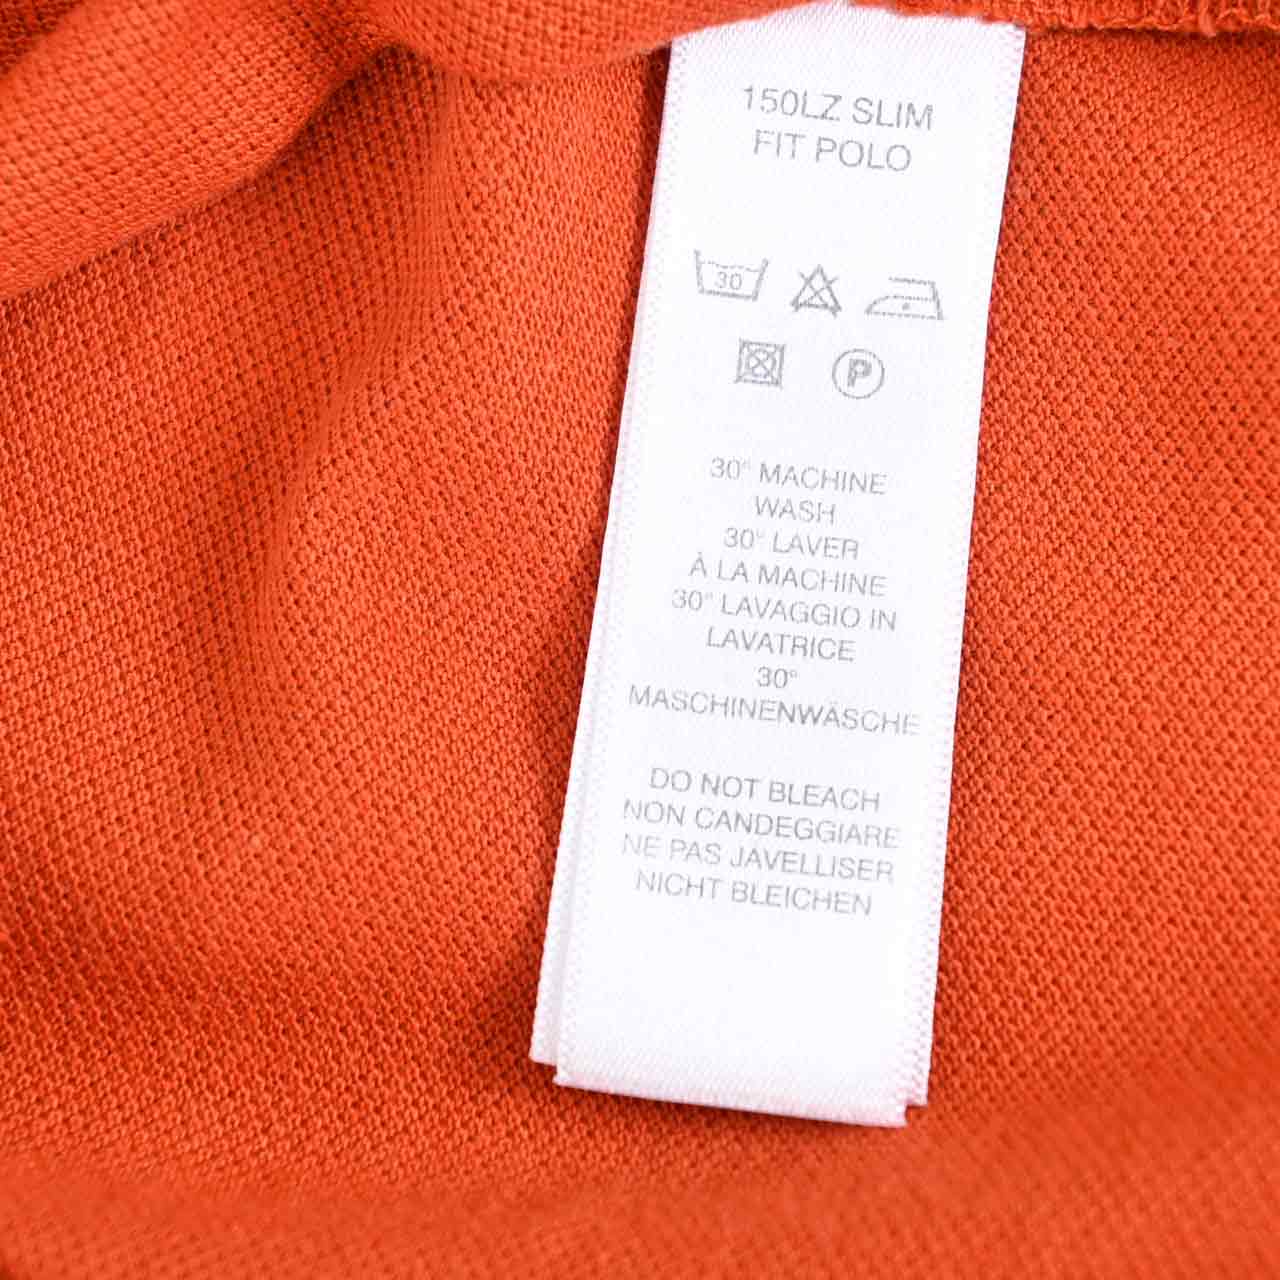 150LZ SLIM
FIT POLO
30
P
30° MACHINE
WASH
30° LAVER
À LA MACHINE
30° LAVAGGIO IN
LAVATRICE
30°
MASCHINENWÄSCHE
DO NOT BLEACH
NON CANDEGGIARE
NE PAS JAVELLISER
NICHT BLEICHEN